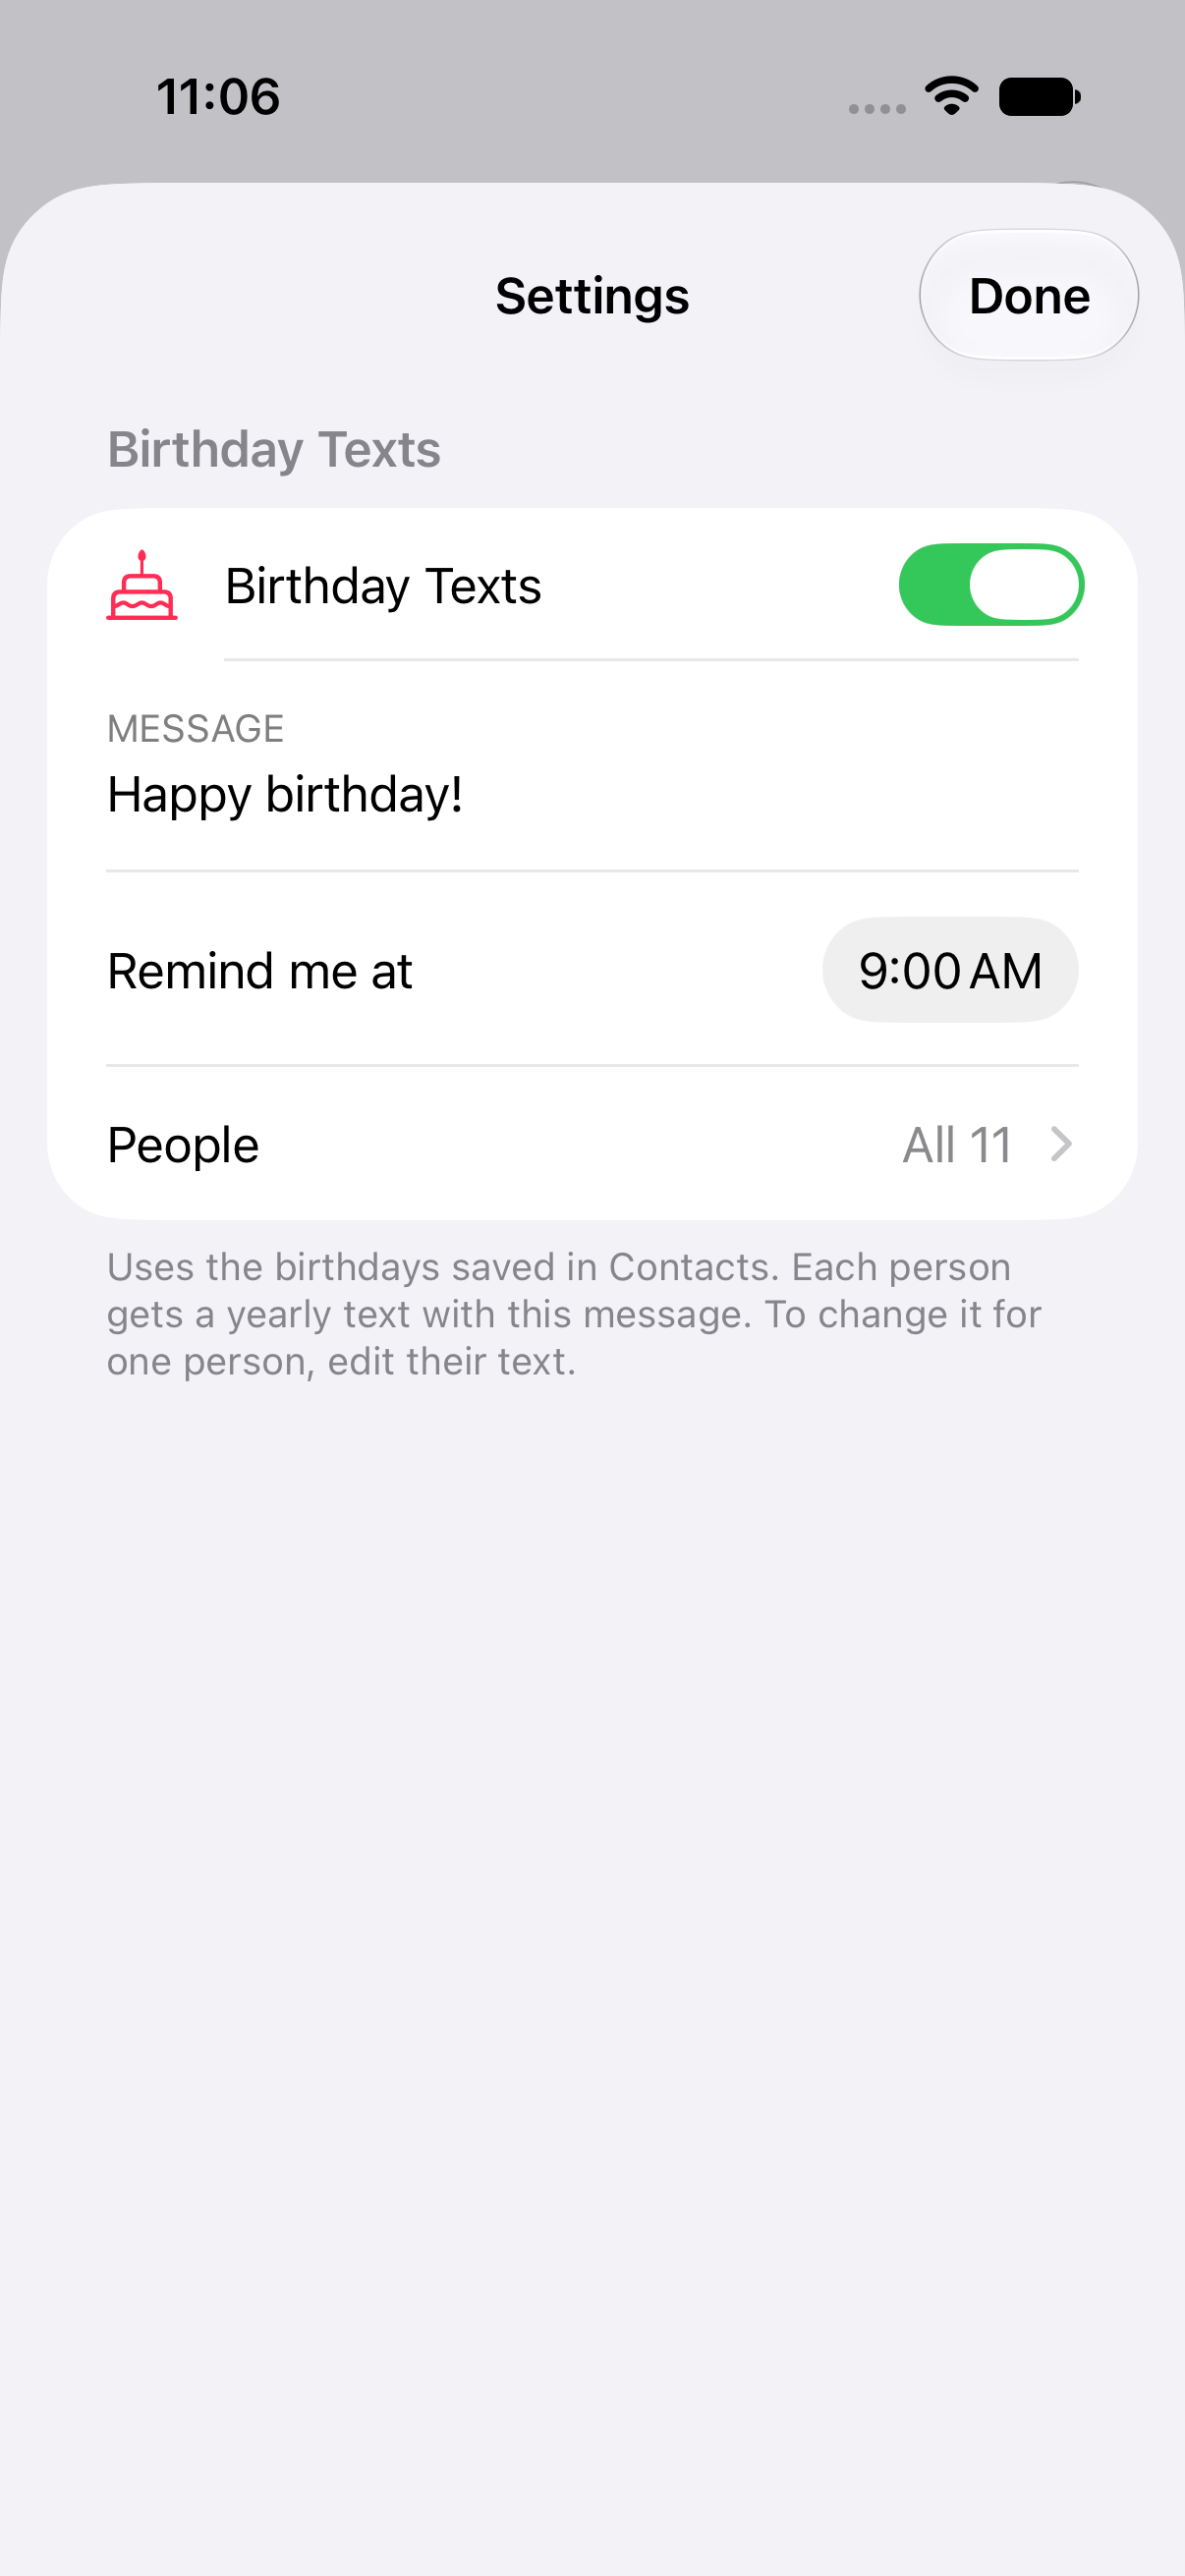 11:06
Settings
Done
Birthday Texts
Birthday Texts
MESSAGE
Happy birthday!
Remind me at
9:00 AM
People
All 11
Uses the birthdays saved in Contacts. Each person
gets a yearly text with this message. To change it for
one person, edit their text.